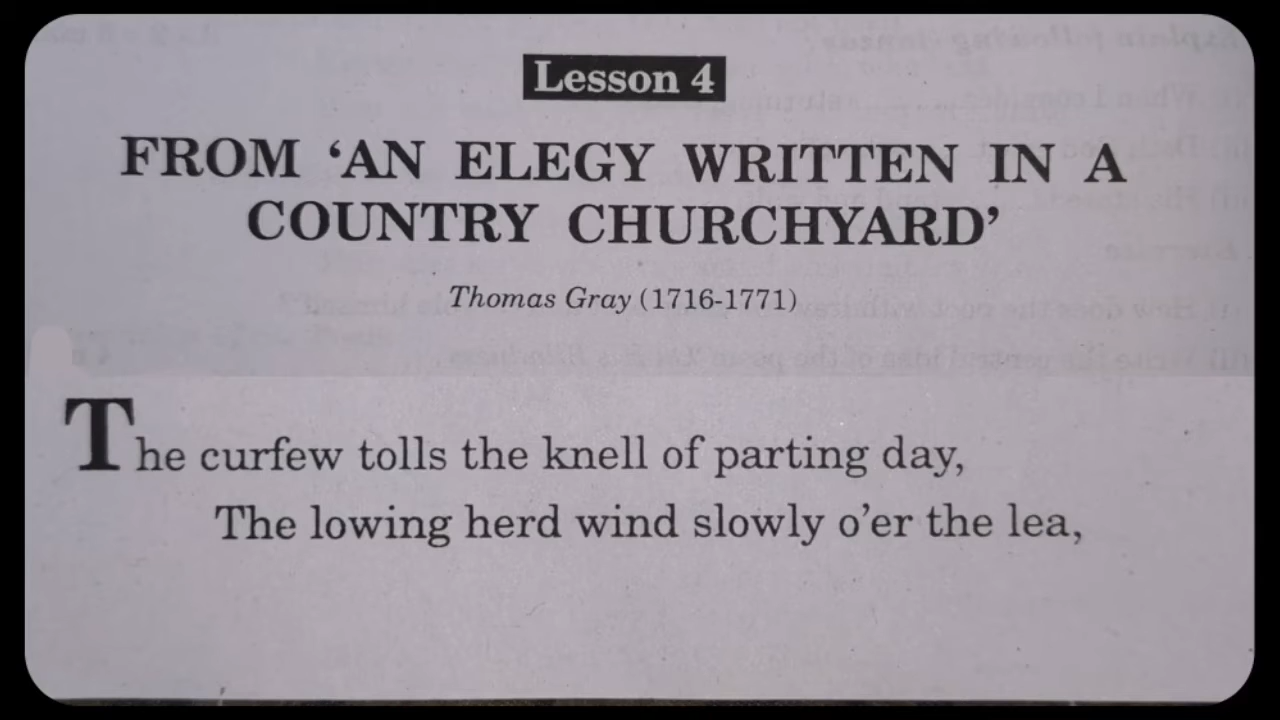 Lesson 4
FROM ‘AN ELEGY WRITTEN IN A
COUNTRY CHURCHYARD’
Thomas Gray (1716-1771)
The curfew tolls the knell of parting day,
The lowing herd wind slowly o’er the lea,